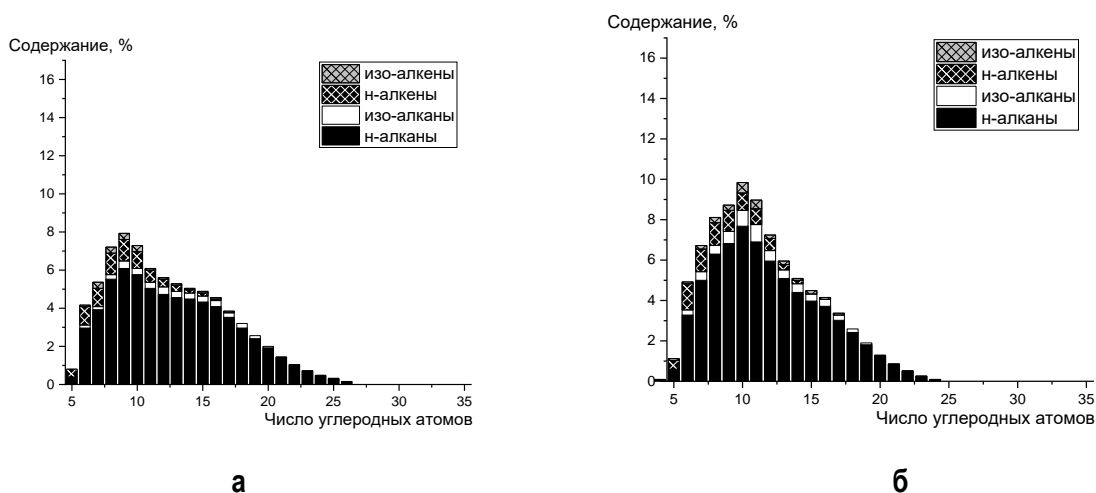 Содержание, %
16
14
12
10
8
6
4
2
0
изо-алкены
н-алкены
изо-алканы
н-алканы
5 10 15 20 25 30 35
Число углеродных атомов
а
Содержание, %
16
14
12
10
8
6
4
2
0
изо-алкены
н-алкены
изо-алканы
н-алканы
5 10 15 20 25 30 35
Число углеродных атомов
б